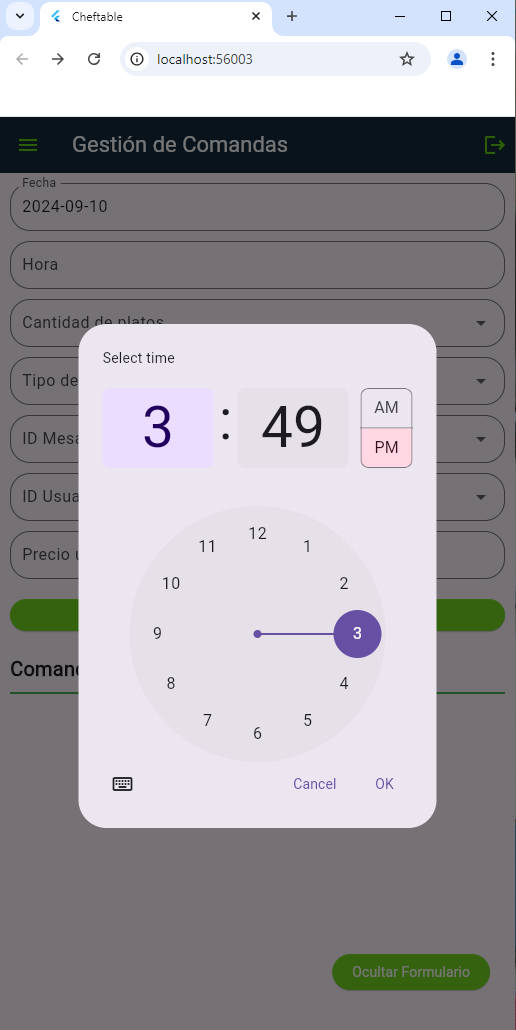 Cheftable
localhost:56003
Gestión de Comandas
Fecha
2024-09-10
Hora
Cantidad de platos
Tipo de
ID Mesa
ID Usua
Precio u
Coman
Select time
3 : 49
AM
PM
12
11 1
10 2
9 3
8 4
7 5
6
Cancel OK
Ocultar Formulario